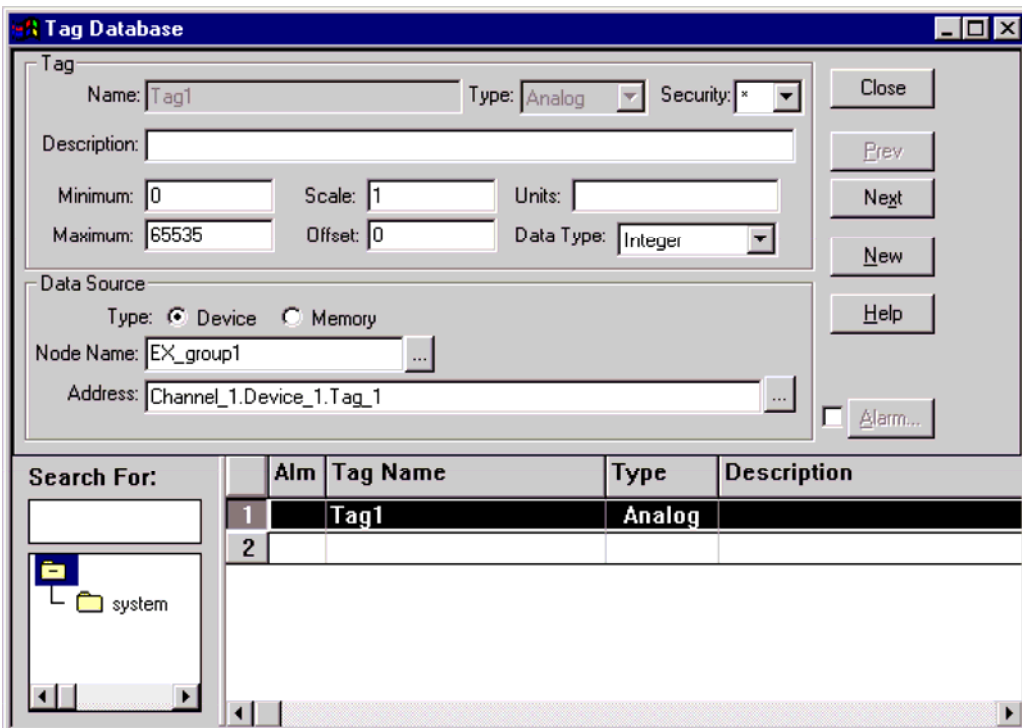 Tag Database
Tag
Name: Tag1 Type: Analog Security: *
Close
Description:
Prev
Minimum: 0 Scale: 1 Units:
Next
Maximum: 65535 Offset: 0 Data Type: Integer
New
Data Source
Type: Device Memory
Help
Node Name: EX_group1 ...
Address: Channel_1.Device_1.Tag_1 ...
Alarm...
Search For:
Alm Tag Name Type Description
1 Tag1 Analog
2
system